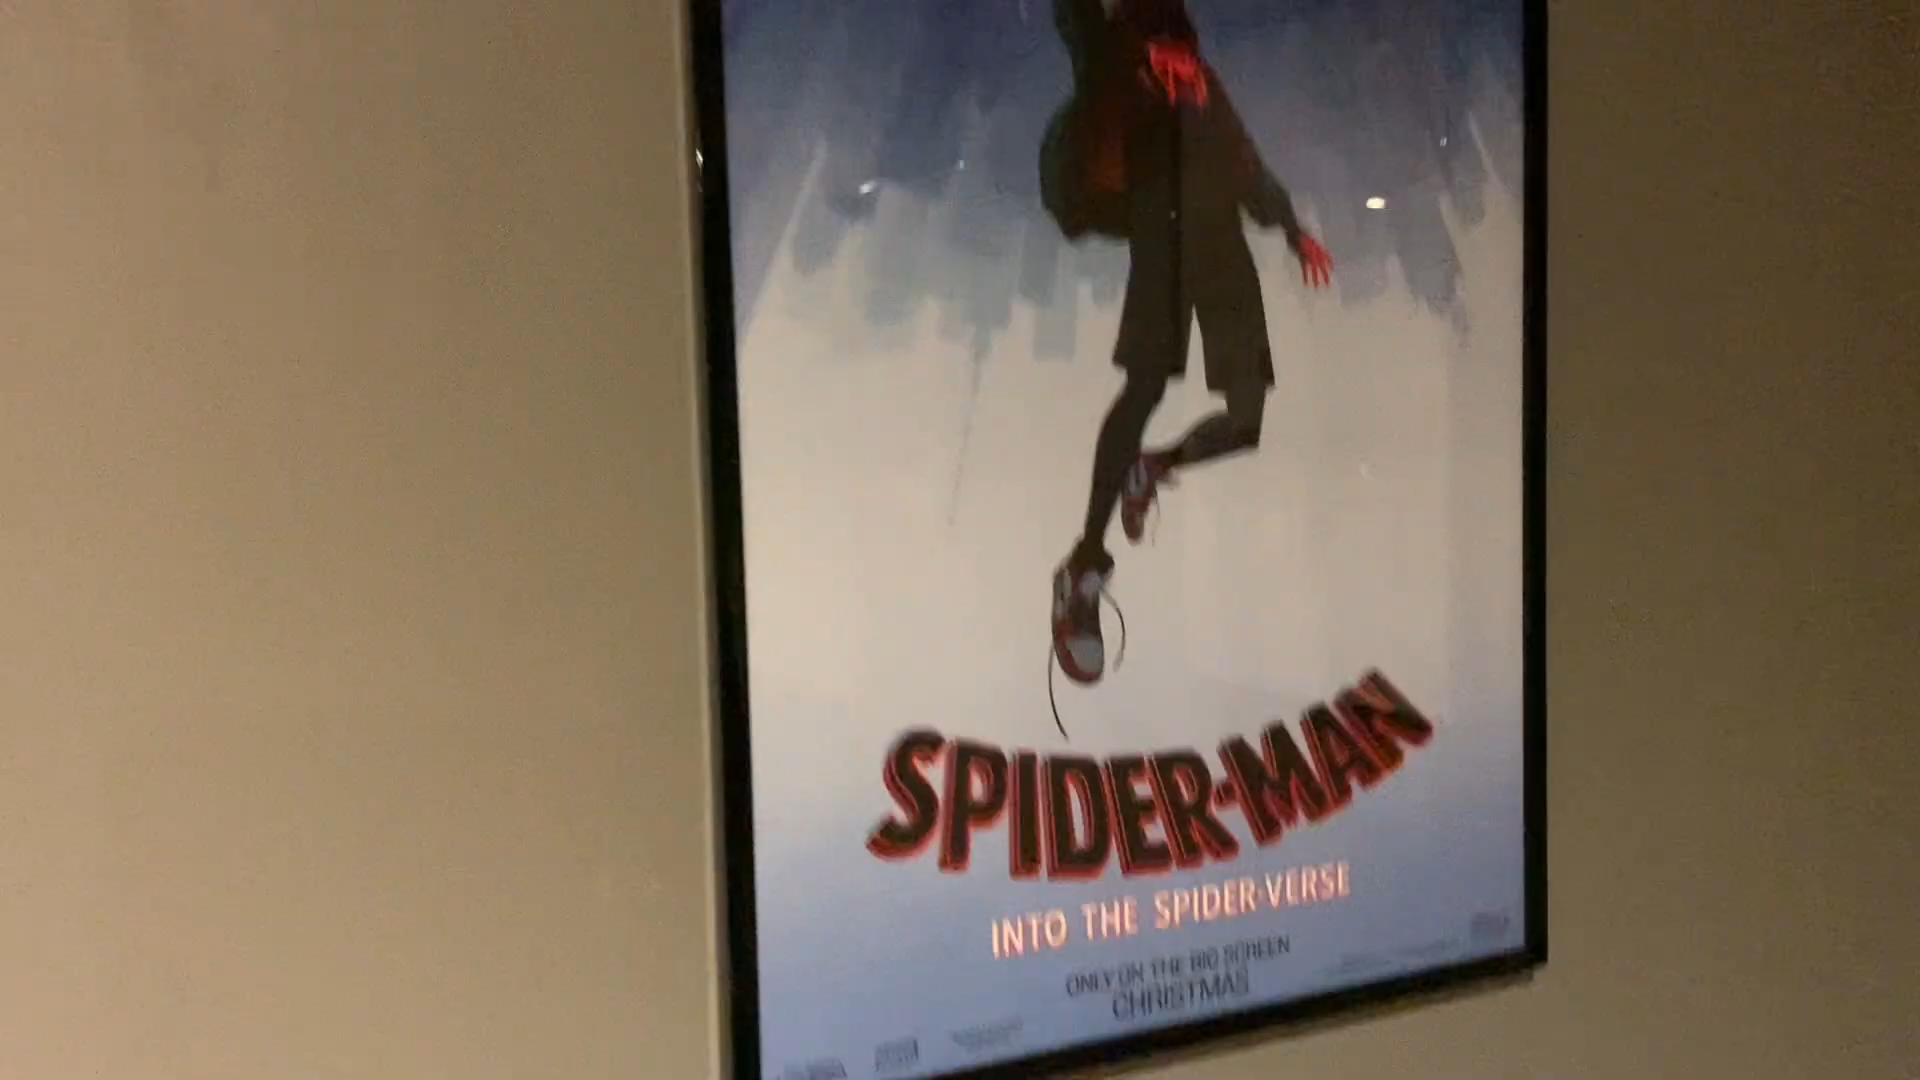 SPIDER-MAN
INTO THE SPIDER-VERSE
ONLY ON THE BIG SCREEN
CHRISTMAS